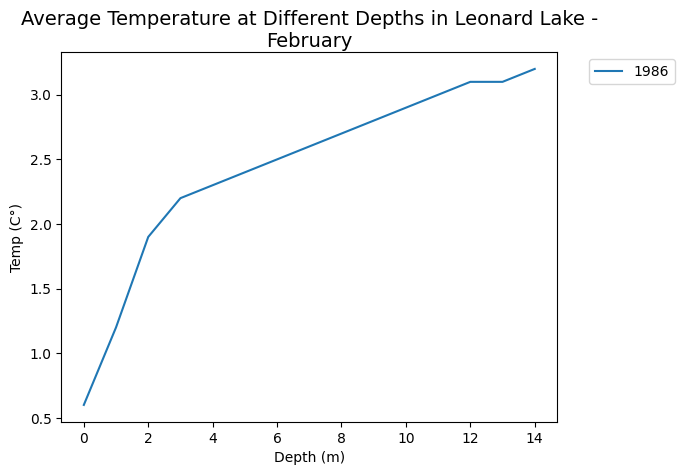 Average Temperature at Different Depths in Leonard Lake -
February
1986
3.0
2.5
2.0
1.5
1.0
0.5
Temp (C°)
0 2 4 6 8 10 12 14
Depth (m)